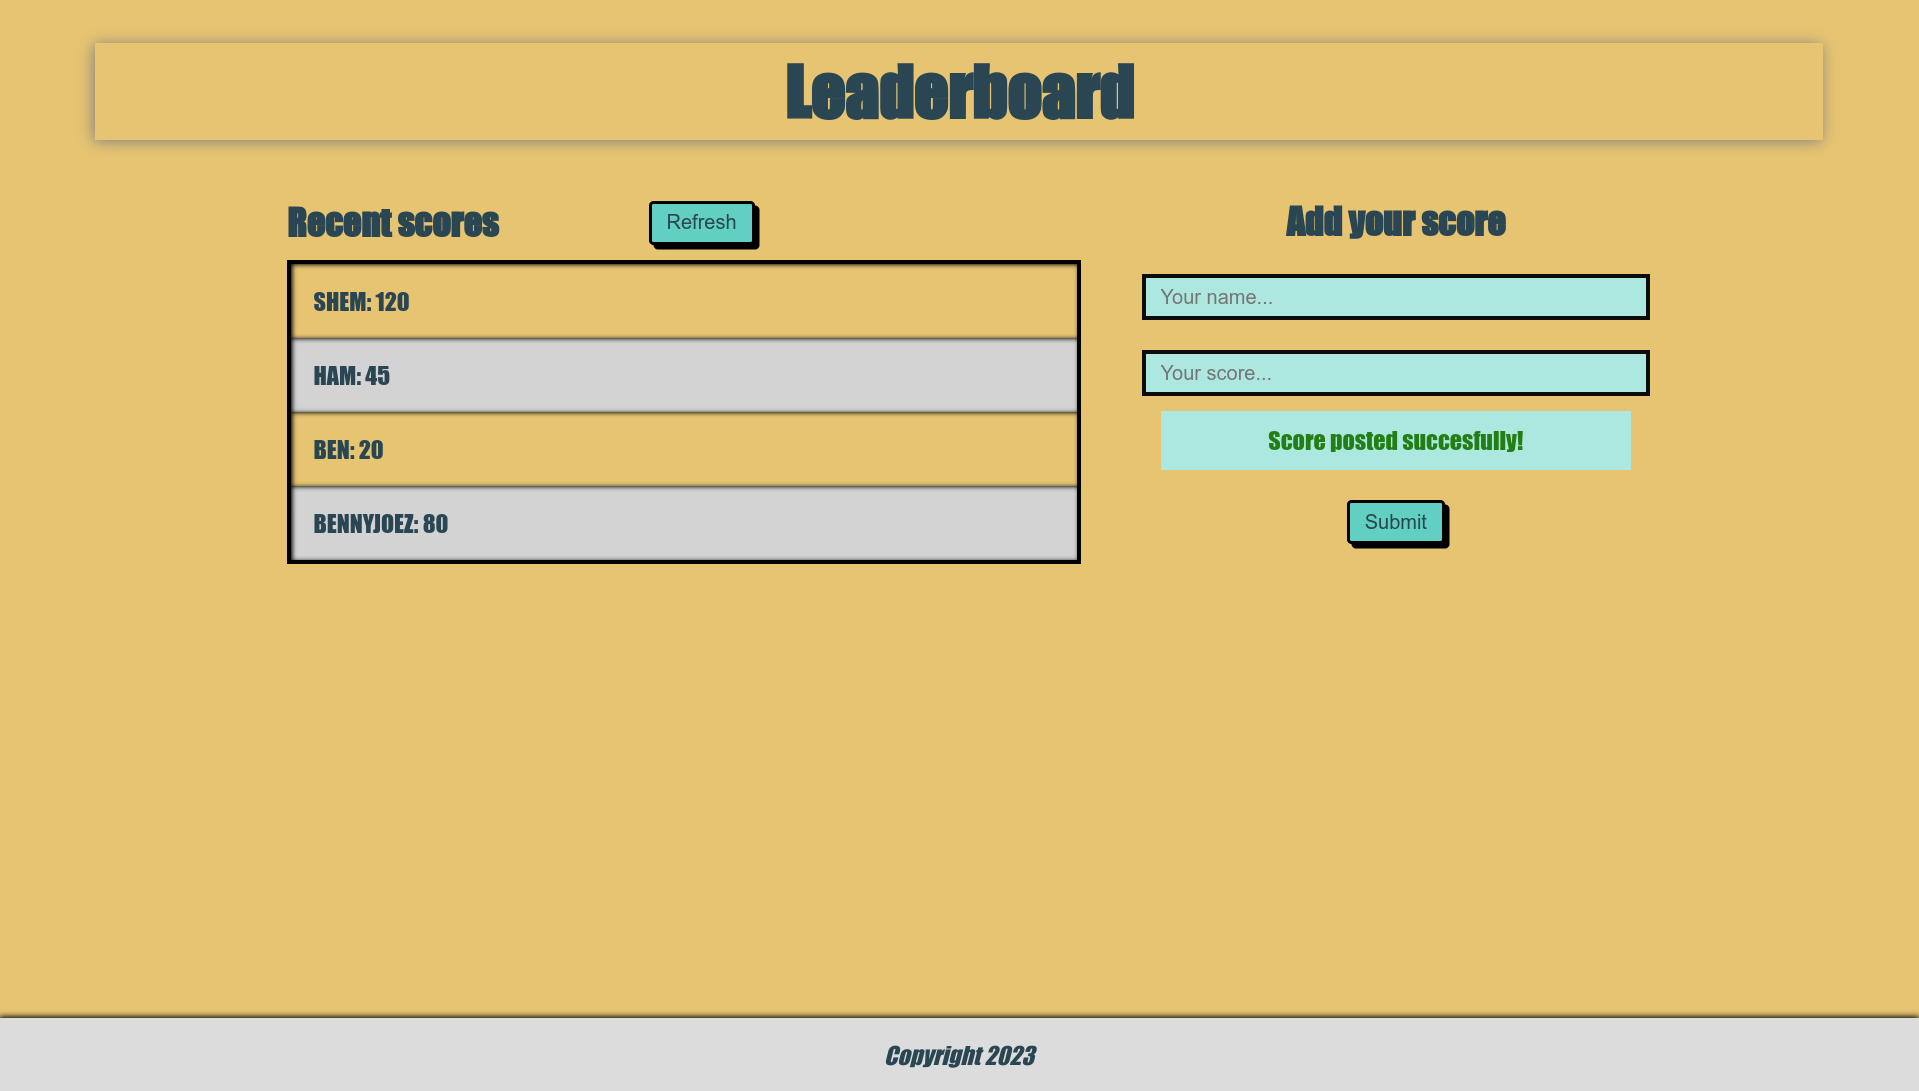 Leaderboard
Recent scores
Refresh
SHEM: 120
HAM: 45
BEN: 20
BENNYJOEZ: 80
Add your score
Your name...
Your score...
Score posted succesfully!
Submit
Copyright 2023